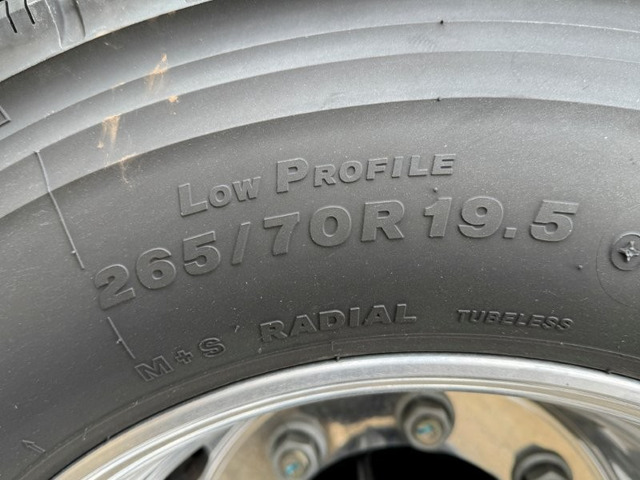 LOW PROFILE
265/70R 19.5
M+S RADIAL TUBELESS